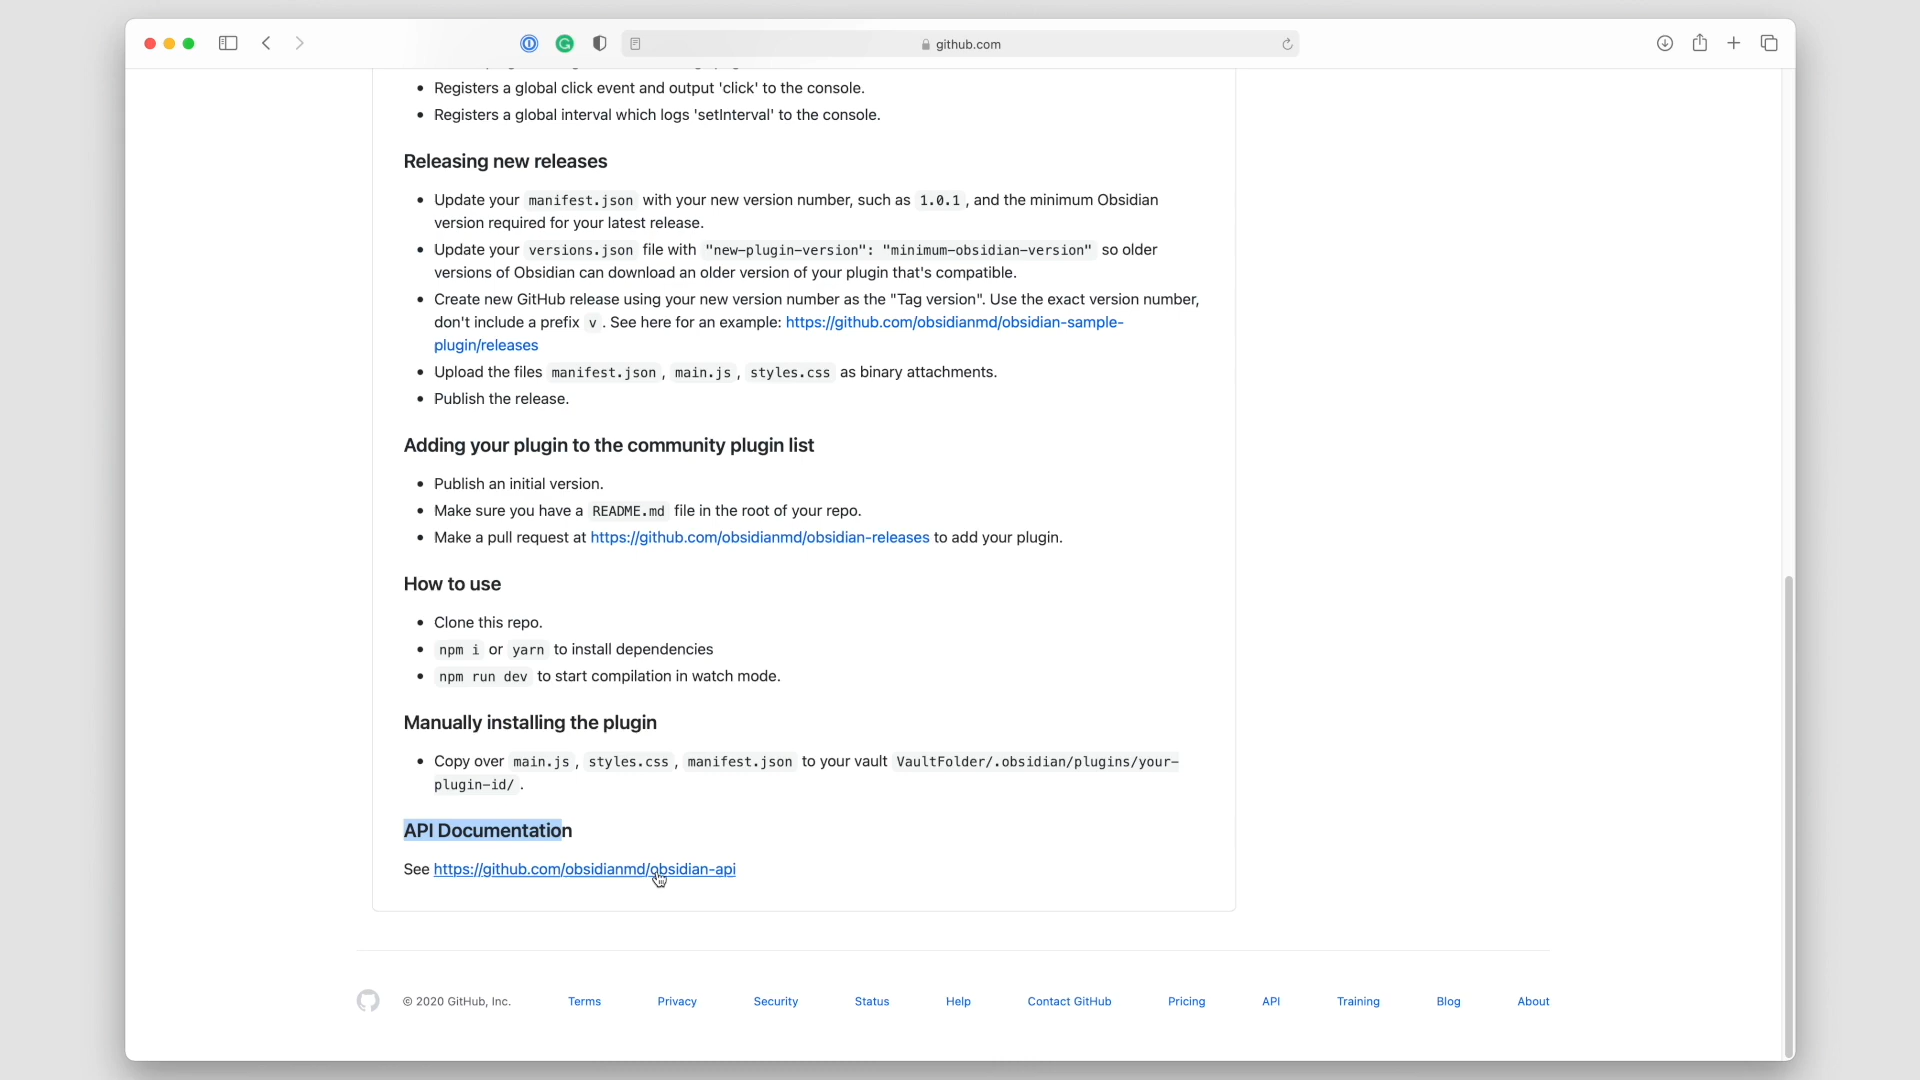 github.com
Registers a global click event and output 'click' to the console.
Registers a global interval which logs 'setInterval' to the console.
Releasing new releases
Update your manifest.json with your new version number, such as 1.0.1 , and the minimum Obsidian
version required for your latest release.
Update your versions.json file with "new-plugin-version": "minimum-obsidian-version" so older
versions of Obsidian can download an older version of your plugin that's compatible.
Create new GitHub release using your new version number as the "Tag version". Use the exact version number,
don't include a prefix v . See here for an example: https://github.com/obsidianmd/obsidian-sample-
plugin/releases
Upload the files manifest.json , main.js , styles.css as binary attachments.
Publish the release.
Adding your plugin to the community plugin list
Publish an initial version.
Make sure you have a README.md file in the root of your repo.
Make a pull request at https://github.com/obsidianmd/obsidian-releases to add your plugin.
How to use
Clone this repo.
npm i or yarn to install dependencies
npm run dev to start compilation in watch mode.
Manually installing the plugin
Copy over main.js , styles.css , manifest.json to your vault VaultFolder/.obsidian/plugins/your-
plugin-id/ .
API Documentation
See https://github.com/obsidianmd/obsidian-api
© 2020 GitHub, Inc. Terms Privacy Security Status Help Contact GitHub Pricing API Training Blog About